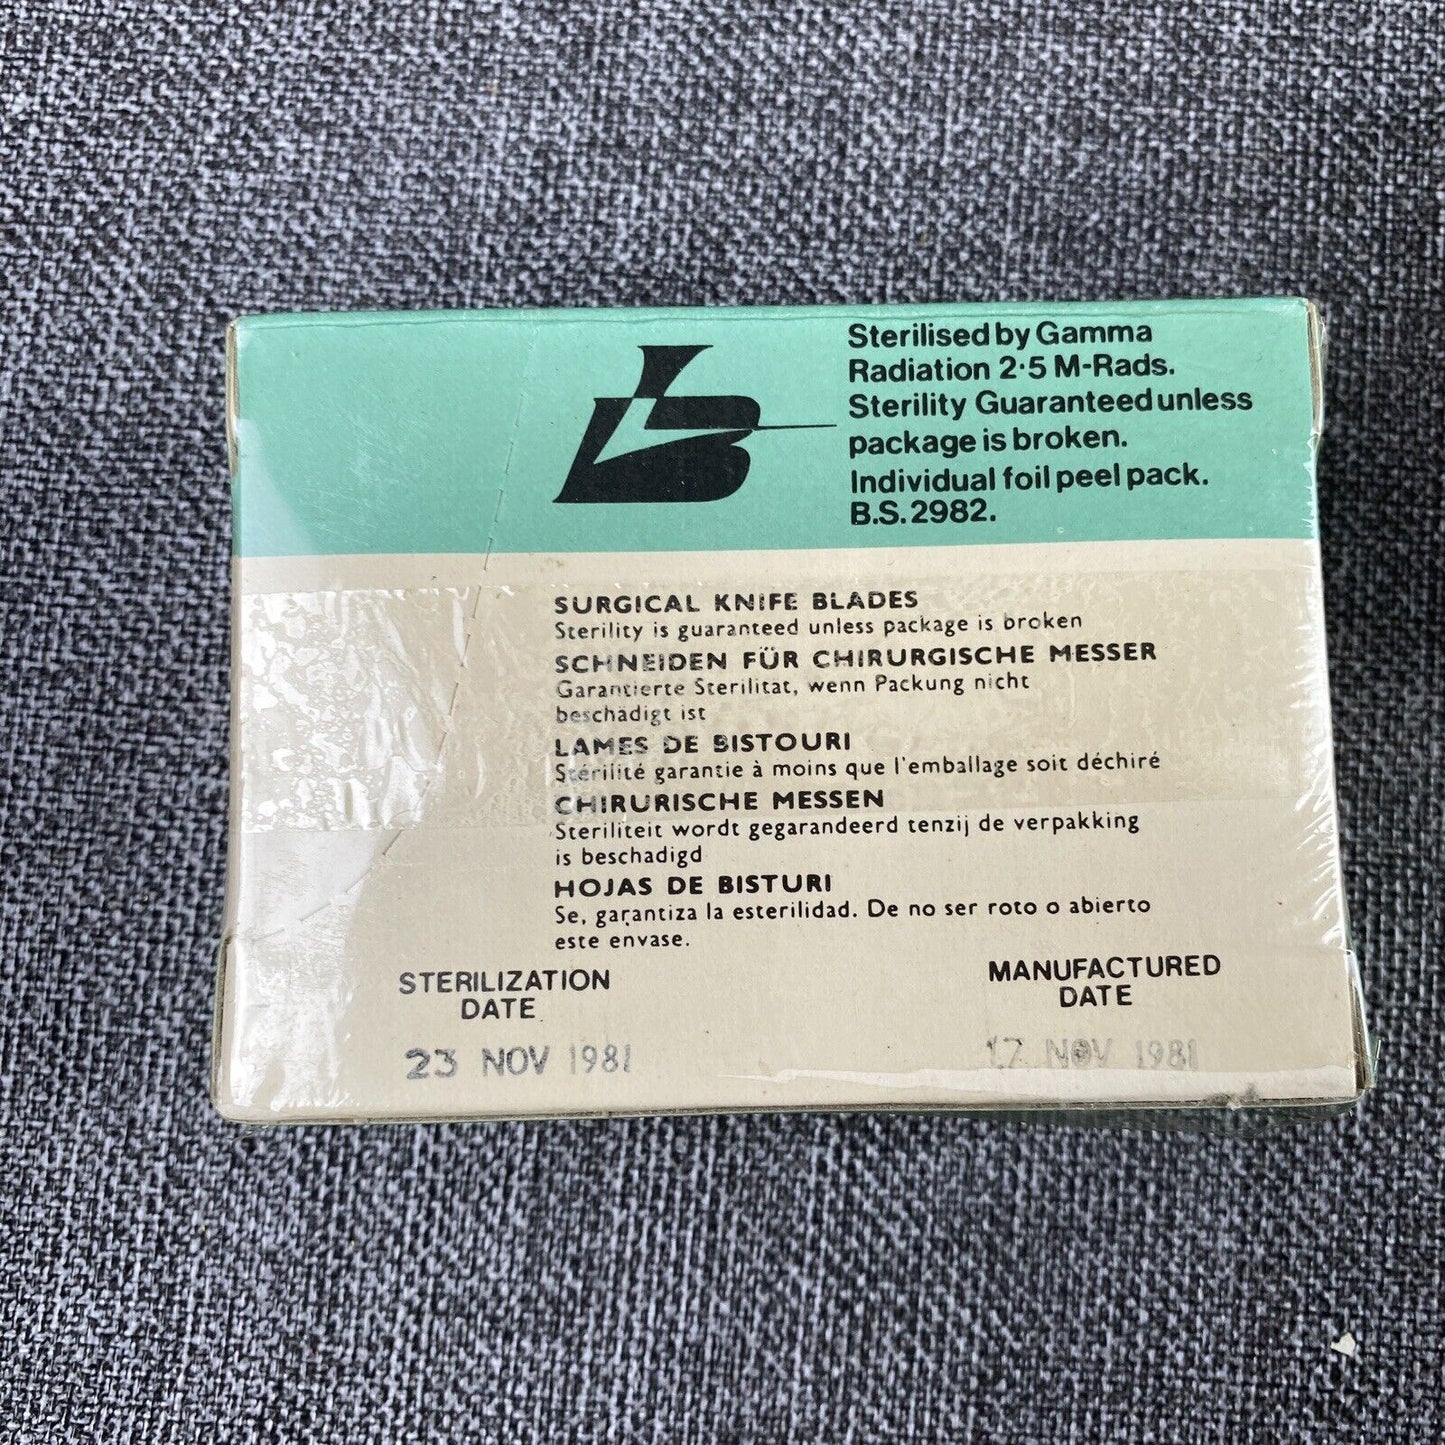 LB
Sterilised by Gamma
Radiation 2·5 M-Rads.
Sterility Guaranteed unless
package is broken.
Individual foil peel pack.
B.S. 2982.
SURGICAL KNIFE BLADES
Sterility is guaranteed unless package is broken
SCHNEIDEN FÜR CHIRURGISCHE MESSER
Garantierte Sterilität, wenn Packung nicht
beschädigt ist
LAMES DE BISTOURI
Stérilité garantie à moins que l'emballage soit déchiré
CHIRURISCHE MESSEN
Steriliteit wordt gegarandeerd tenzij de verpakking
is beschadigd
HOJAS DE BISTURI
Se, garantiza la esterilidad. De no ser roto o abierto
este envase.
STERILIZATION
DATE
23 NOV 1981
MANUFACTURED
DATE
17 NOV 1981